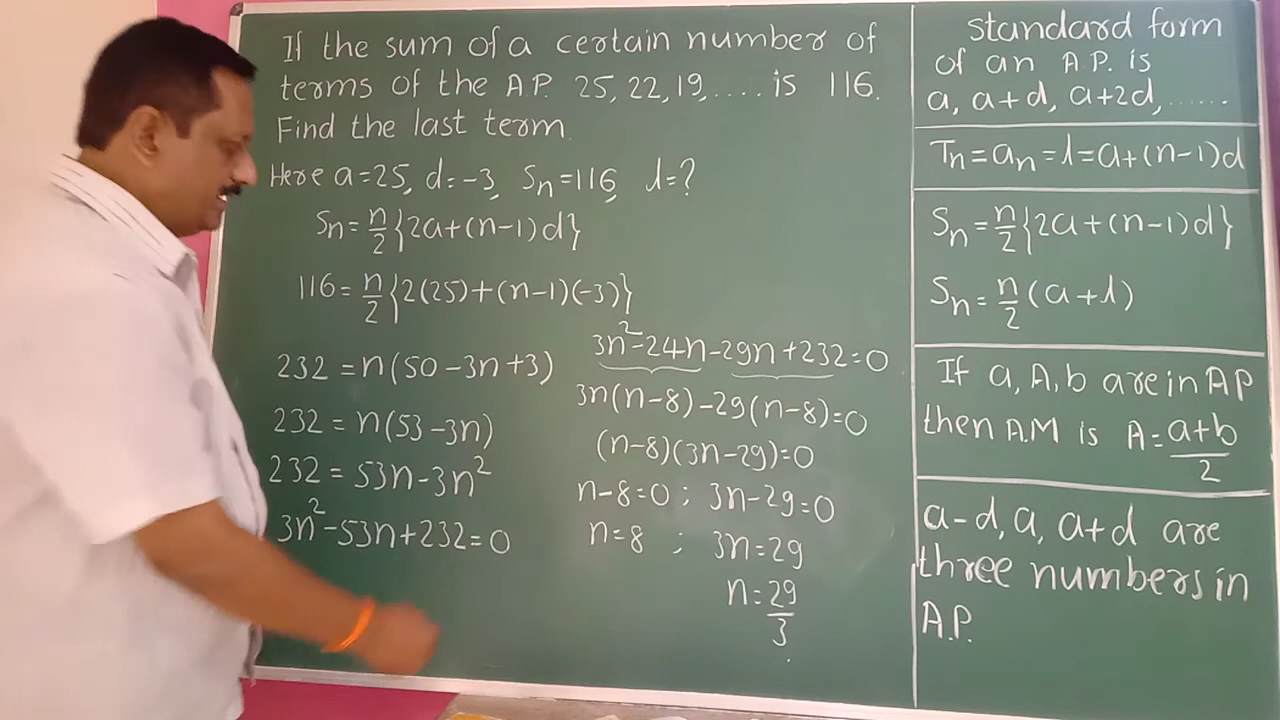 If the sum of a certain number of
terms of the A.P. 25, 22, 19, .... is 116.
Find the last term.
Here a=25, d=-3, Sn=116, l=?
Sn=n/2{2a+(n-1)d}
116=n/2{2(25)+(n-1)(-3)}
232=n(50-3n+3)
232=n(53-3n)
232=53n-3n²
3n²-53n+232=0
3n²-24n-29n+232=0
3n(n-8)-29(n-8)=0
(n-8)(3n-29)=0
n-8=0 ; 3n-29=0
n=8 ; 3n=29
n=29/3
standard form
of an A.P. is
a, a+d, a+2d, ......
Tn=an=l=a+(n-1)d
Sn=n/2{2a+(n-1)d}
Sn=n/2(a+l)
If a, A, b are in AP
then A.M is A=a+b/2
a-d, a, a+d are
three numbers in
A.P.